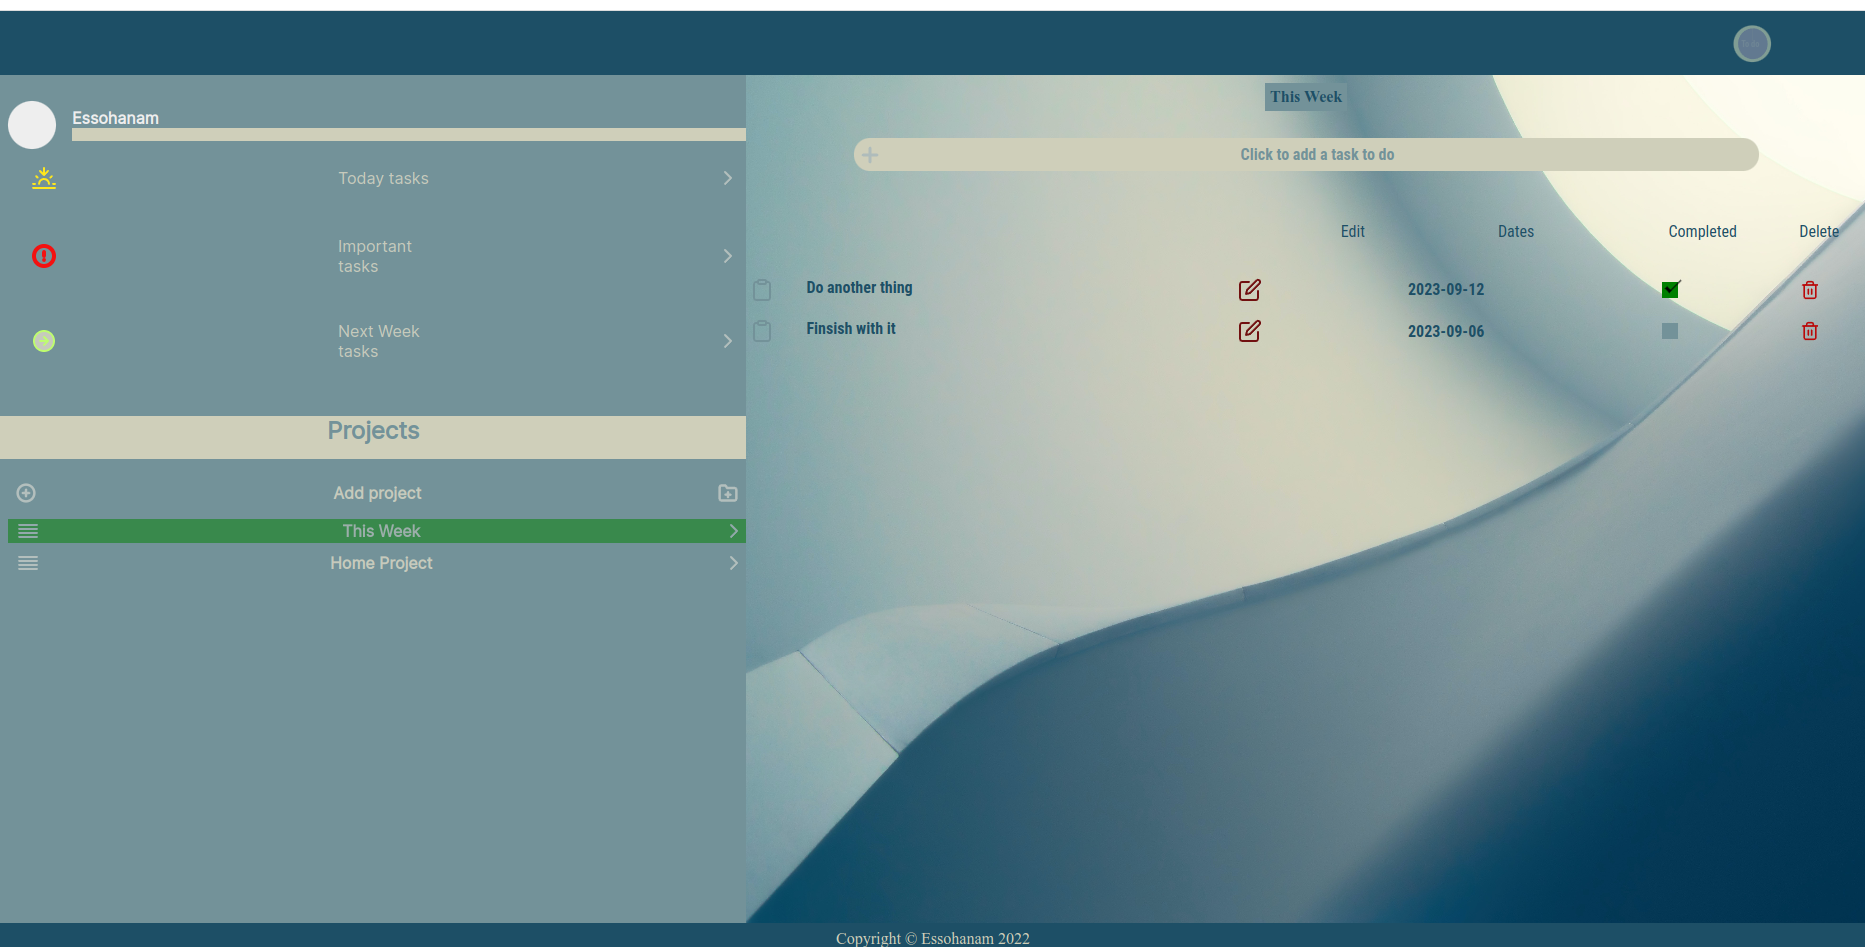 Essohanam
Today tasks
Important
tasks
Next Week
tasks
Projects
Add project
This Week
Home Project
This Week
Click to add a task to do
Edit Dates Completed Delete
Do another thing 2023-09-12
Finsish with it 2023-09-06
Copyright © Essohanam 2022